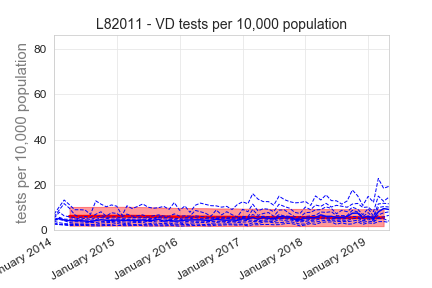 L82011 - VD tests per 10,000 population
tests per 10,000 population
80
60
40
20
0
nuary 2014
January 2015
January 2016
January 2017
January 2018
January 2019